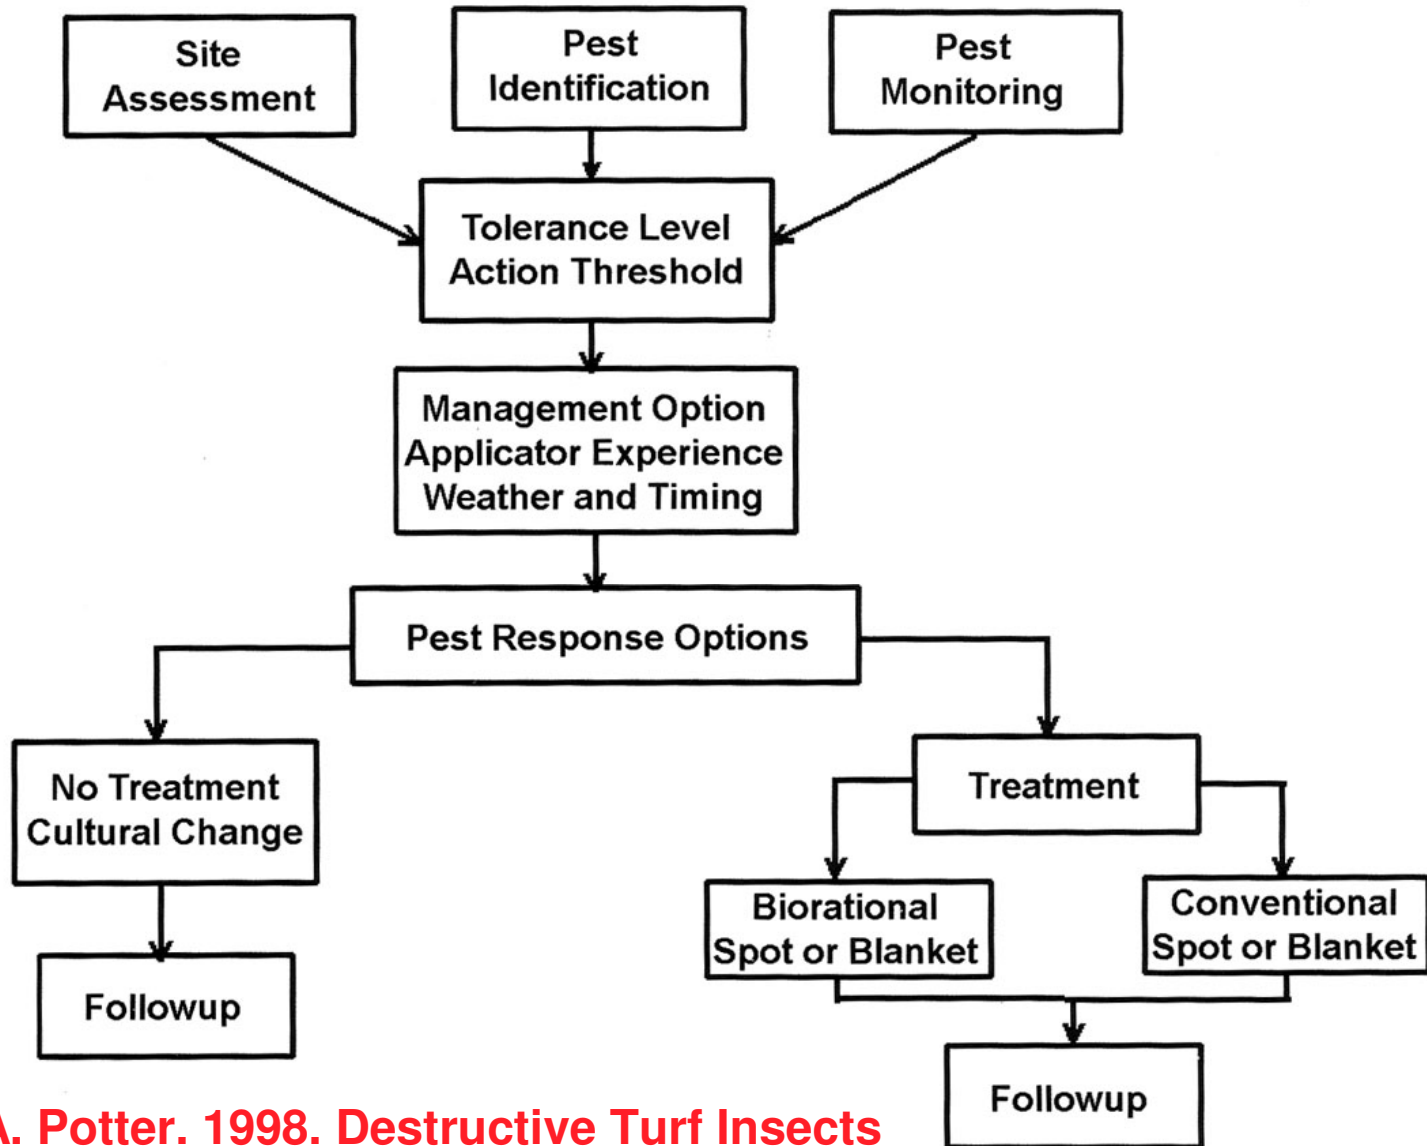 Site
Assessment
Pest
Identification
Pest
Monitoring
Tolerance Level
Action Threshold
Management Option
Applicator Experience
Weather and Timing
Pest Response Options
No Treatment
Cultural Change
Treatment
Biorational
Spot or Blanket
Conventional
Spot or Blanket
Followup
Followup
A. Potter. 1998. Destructive Turf Insects